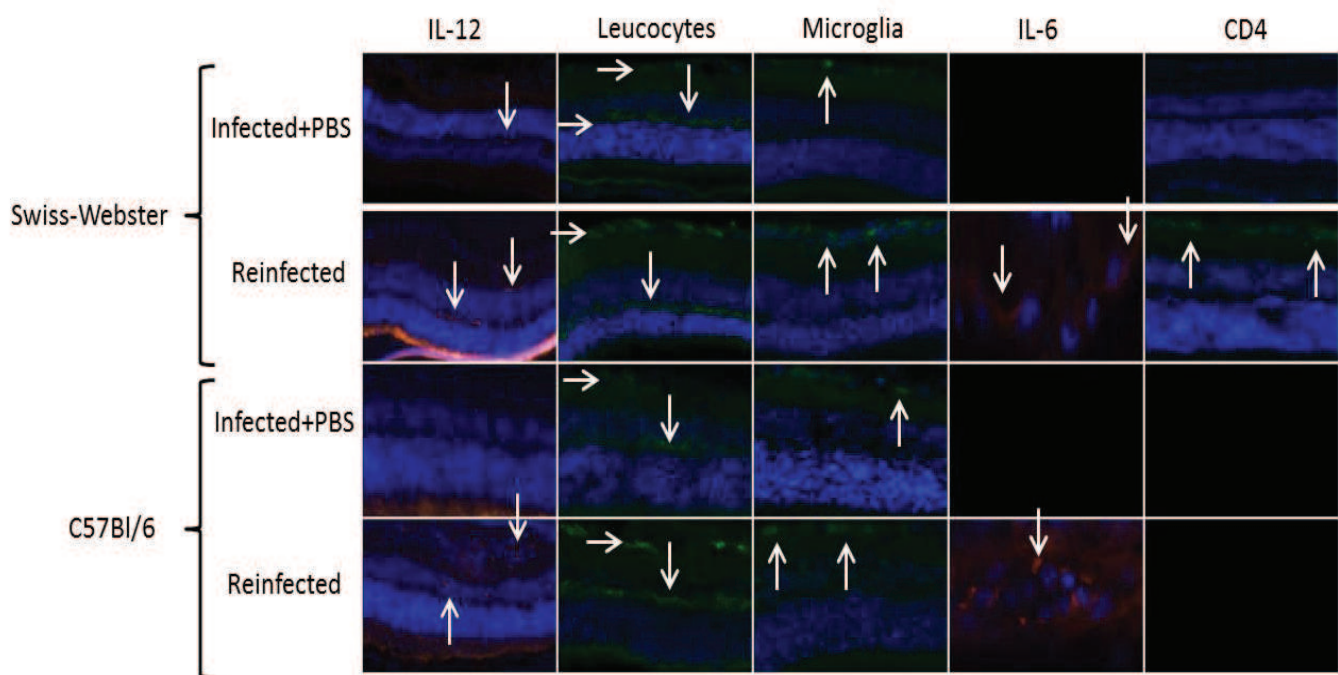 IL-12 Leucocytes Microglia IL-6 CD4
Infected+PBS
Swiss-Webster
Reinfected
Infected+PBS
C57Bl/6
Reinfected